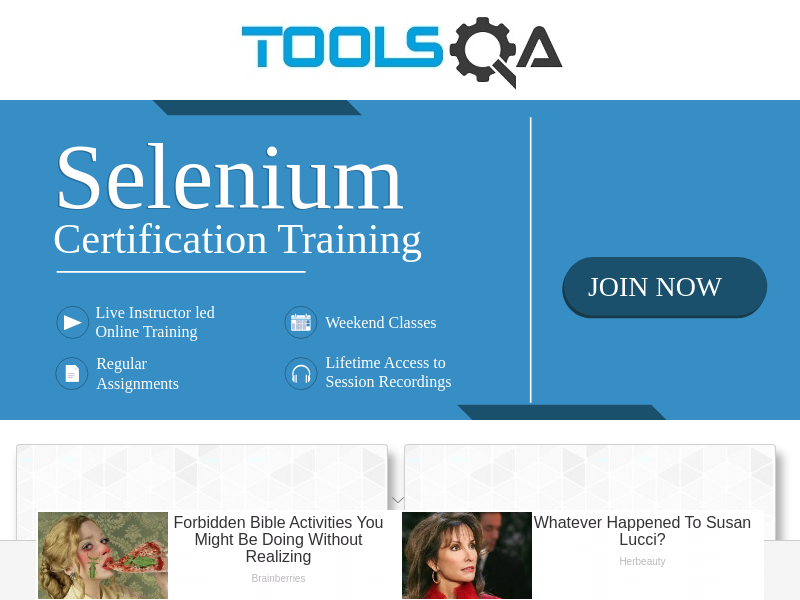 TOOLSQA
Selenium
Certification Training
Live Instructor led
Online Training
Weekend Classes
Regular
Assignments
Lifetime Access to
Session Recordings
JOIN NOW
Forbidden Bible Activities You
Might Be Doing Without
Realizing
Brainberries
Whatever Happened To Susan
Lucci?
Herbeauty